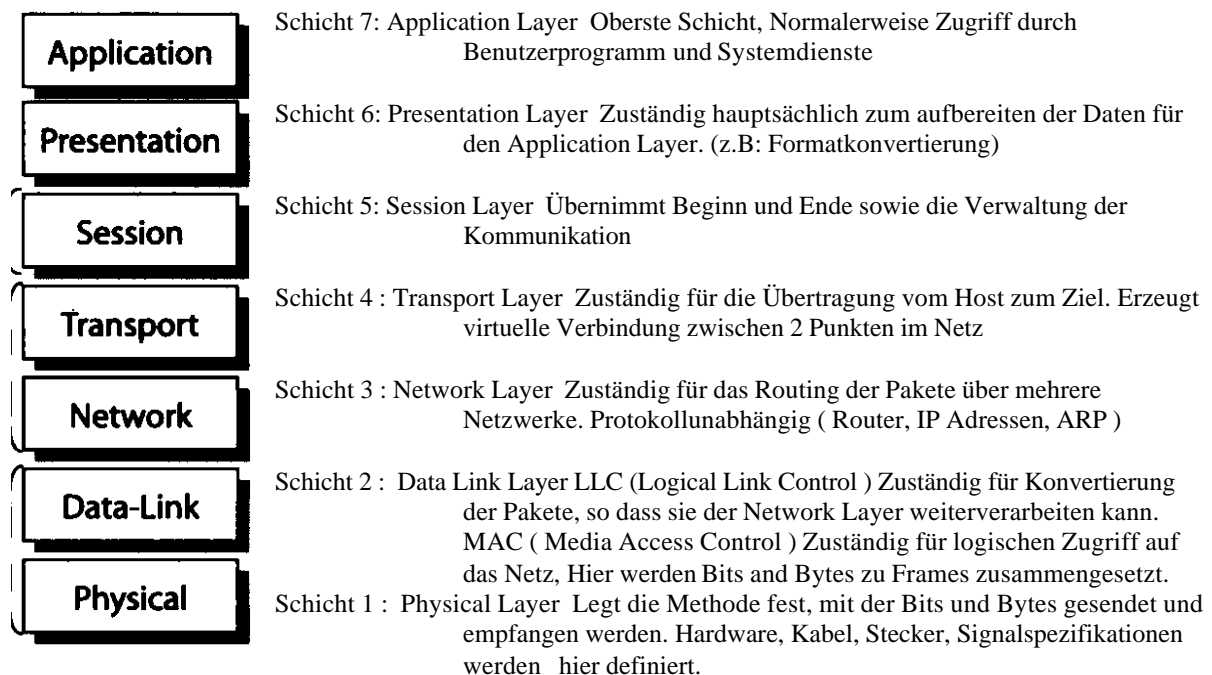 Application
Schicht 7: Application Layer Oberste Schicht, Normalerweise Zugriff durch
Benutzerprogramm und Systemdienste
Presentation
Schicht 6: Presentation Layer Zuständig hauptsächlich zum aufbereiten der Daten für
den Application Layer. (z.B: Formatkonvertierung)
Session
Schicht 5: Session Layer Übernimmt Beginn und Ende sowie die Verwaltung der
Kommunikation
Transport
Schicht 4 : Transport Layer Zuständig für die Übertragung vom Host zum Ziel. Erzeugt
virtuelle Verbindung zwischen 2 Punkten im Netz
Network
Schicht 3 : Network Layer Zuständig für das Routing der Pakete über mehrere
Netzwerke. Protokollunabhängig ( Router, IP Adressen, ARP )
Data-Link
Schicht 2 : Data Link Layer LLC (Logical Link Control ) Zuständig für Konvertierung
der Pakete, so dass sie der Network Layer weiterverarbeiten kann.
MAC ( Media Access Control ) Zuständig für logischen Zugriff auf
das Netz, Hier werden Bits and Bytes zu Frames zusammengesetzt.
Physical
Schicht 1 : Physical Layer Legt die Methode fest, mit der Bits und Bytes gesendet und
empfangen werden. Hardware, Kabel, Stecker, Signalspezifikationen
werden hier definiert.